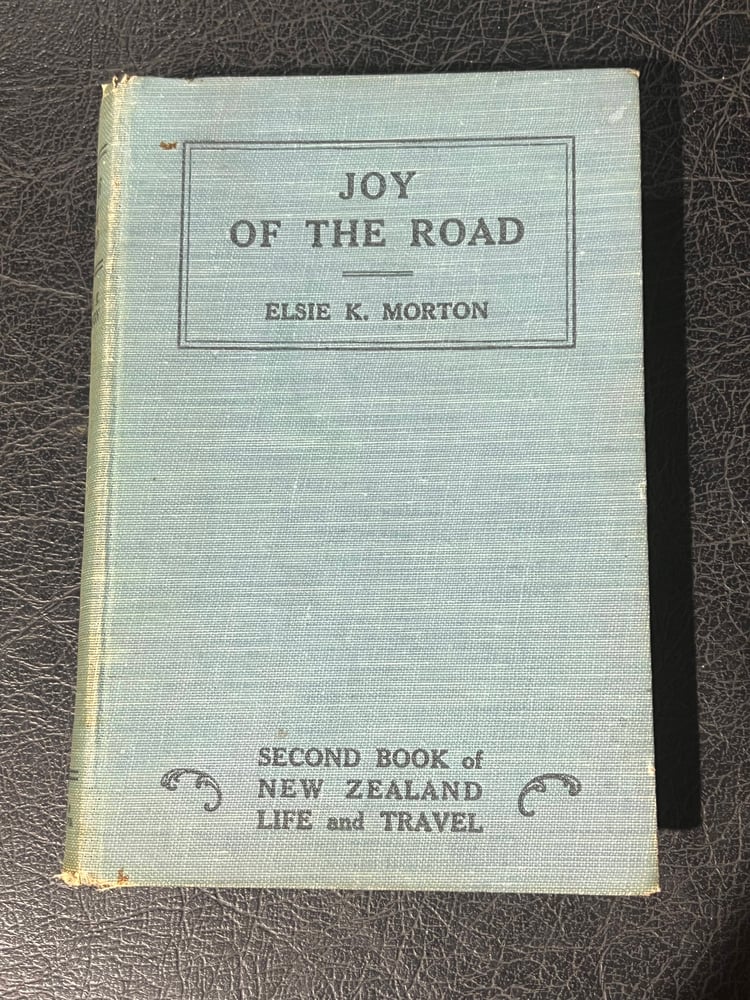 JOY
OF THE ROAD
ELSIE K. MORTON
SECOND BOOK of
NEW ZEALAND
LIFE and TRAVEL